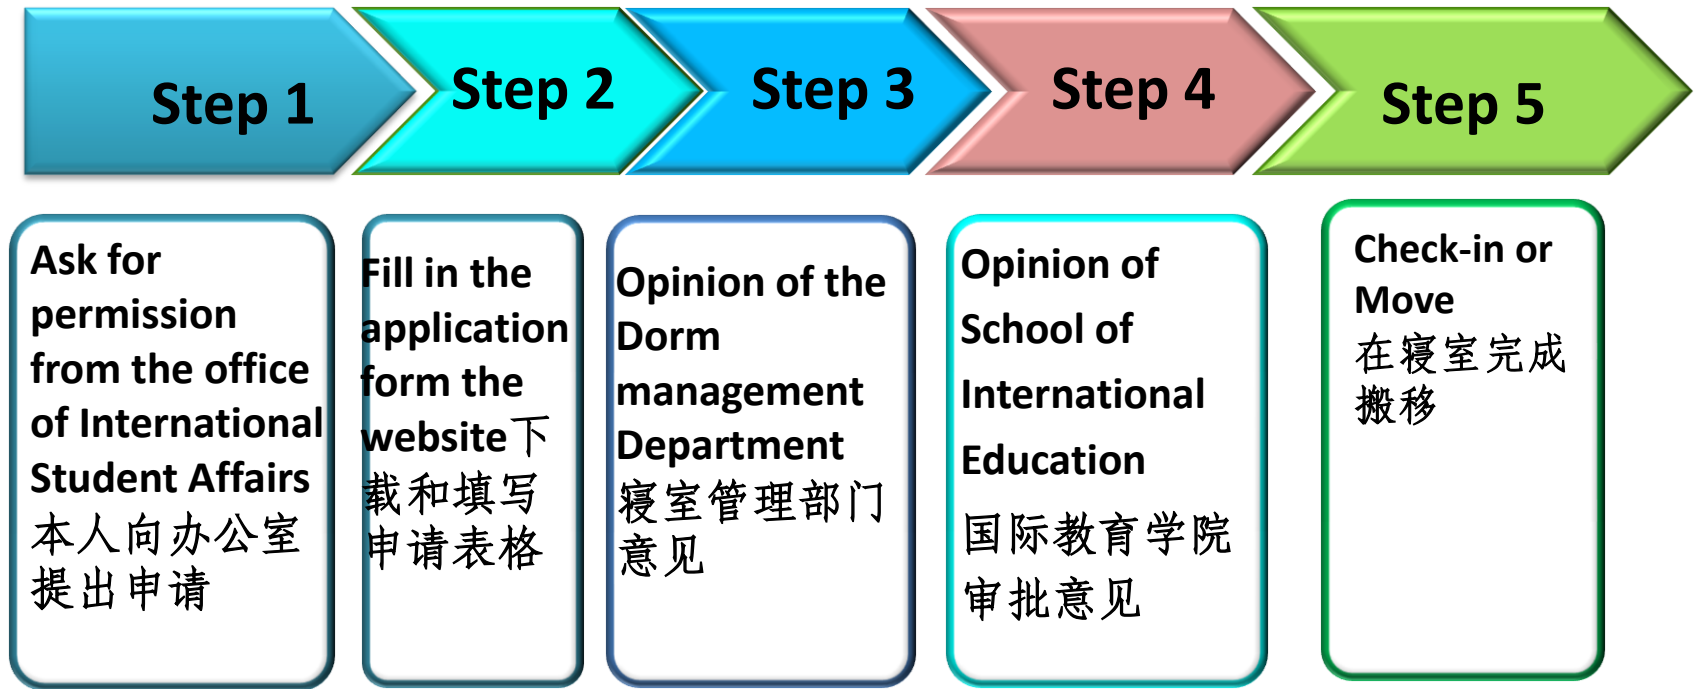 Step 1
Step 2
Step 3
Step 4
Step 5
Ask for
permission
from the office
of International
Student Affairs
本人向办公室
提出申请
Fill in the
application
form the
website下
载和填写
申请表格
Opinion of the
Dorm
management
Department
寝室管理部门
意见
Opinion of
School of
International
Education
国际教育学院
审批意见
Check-in or
Move
在寝室完成
搬移